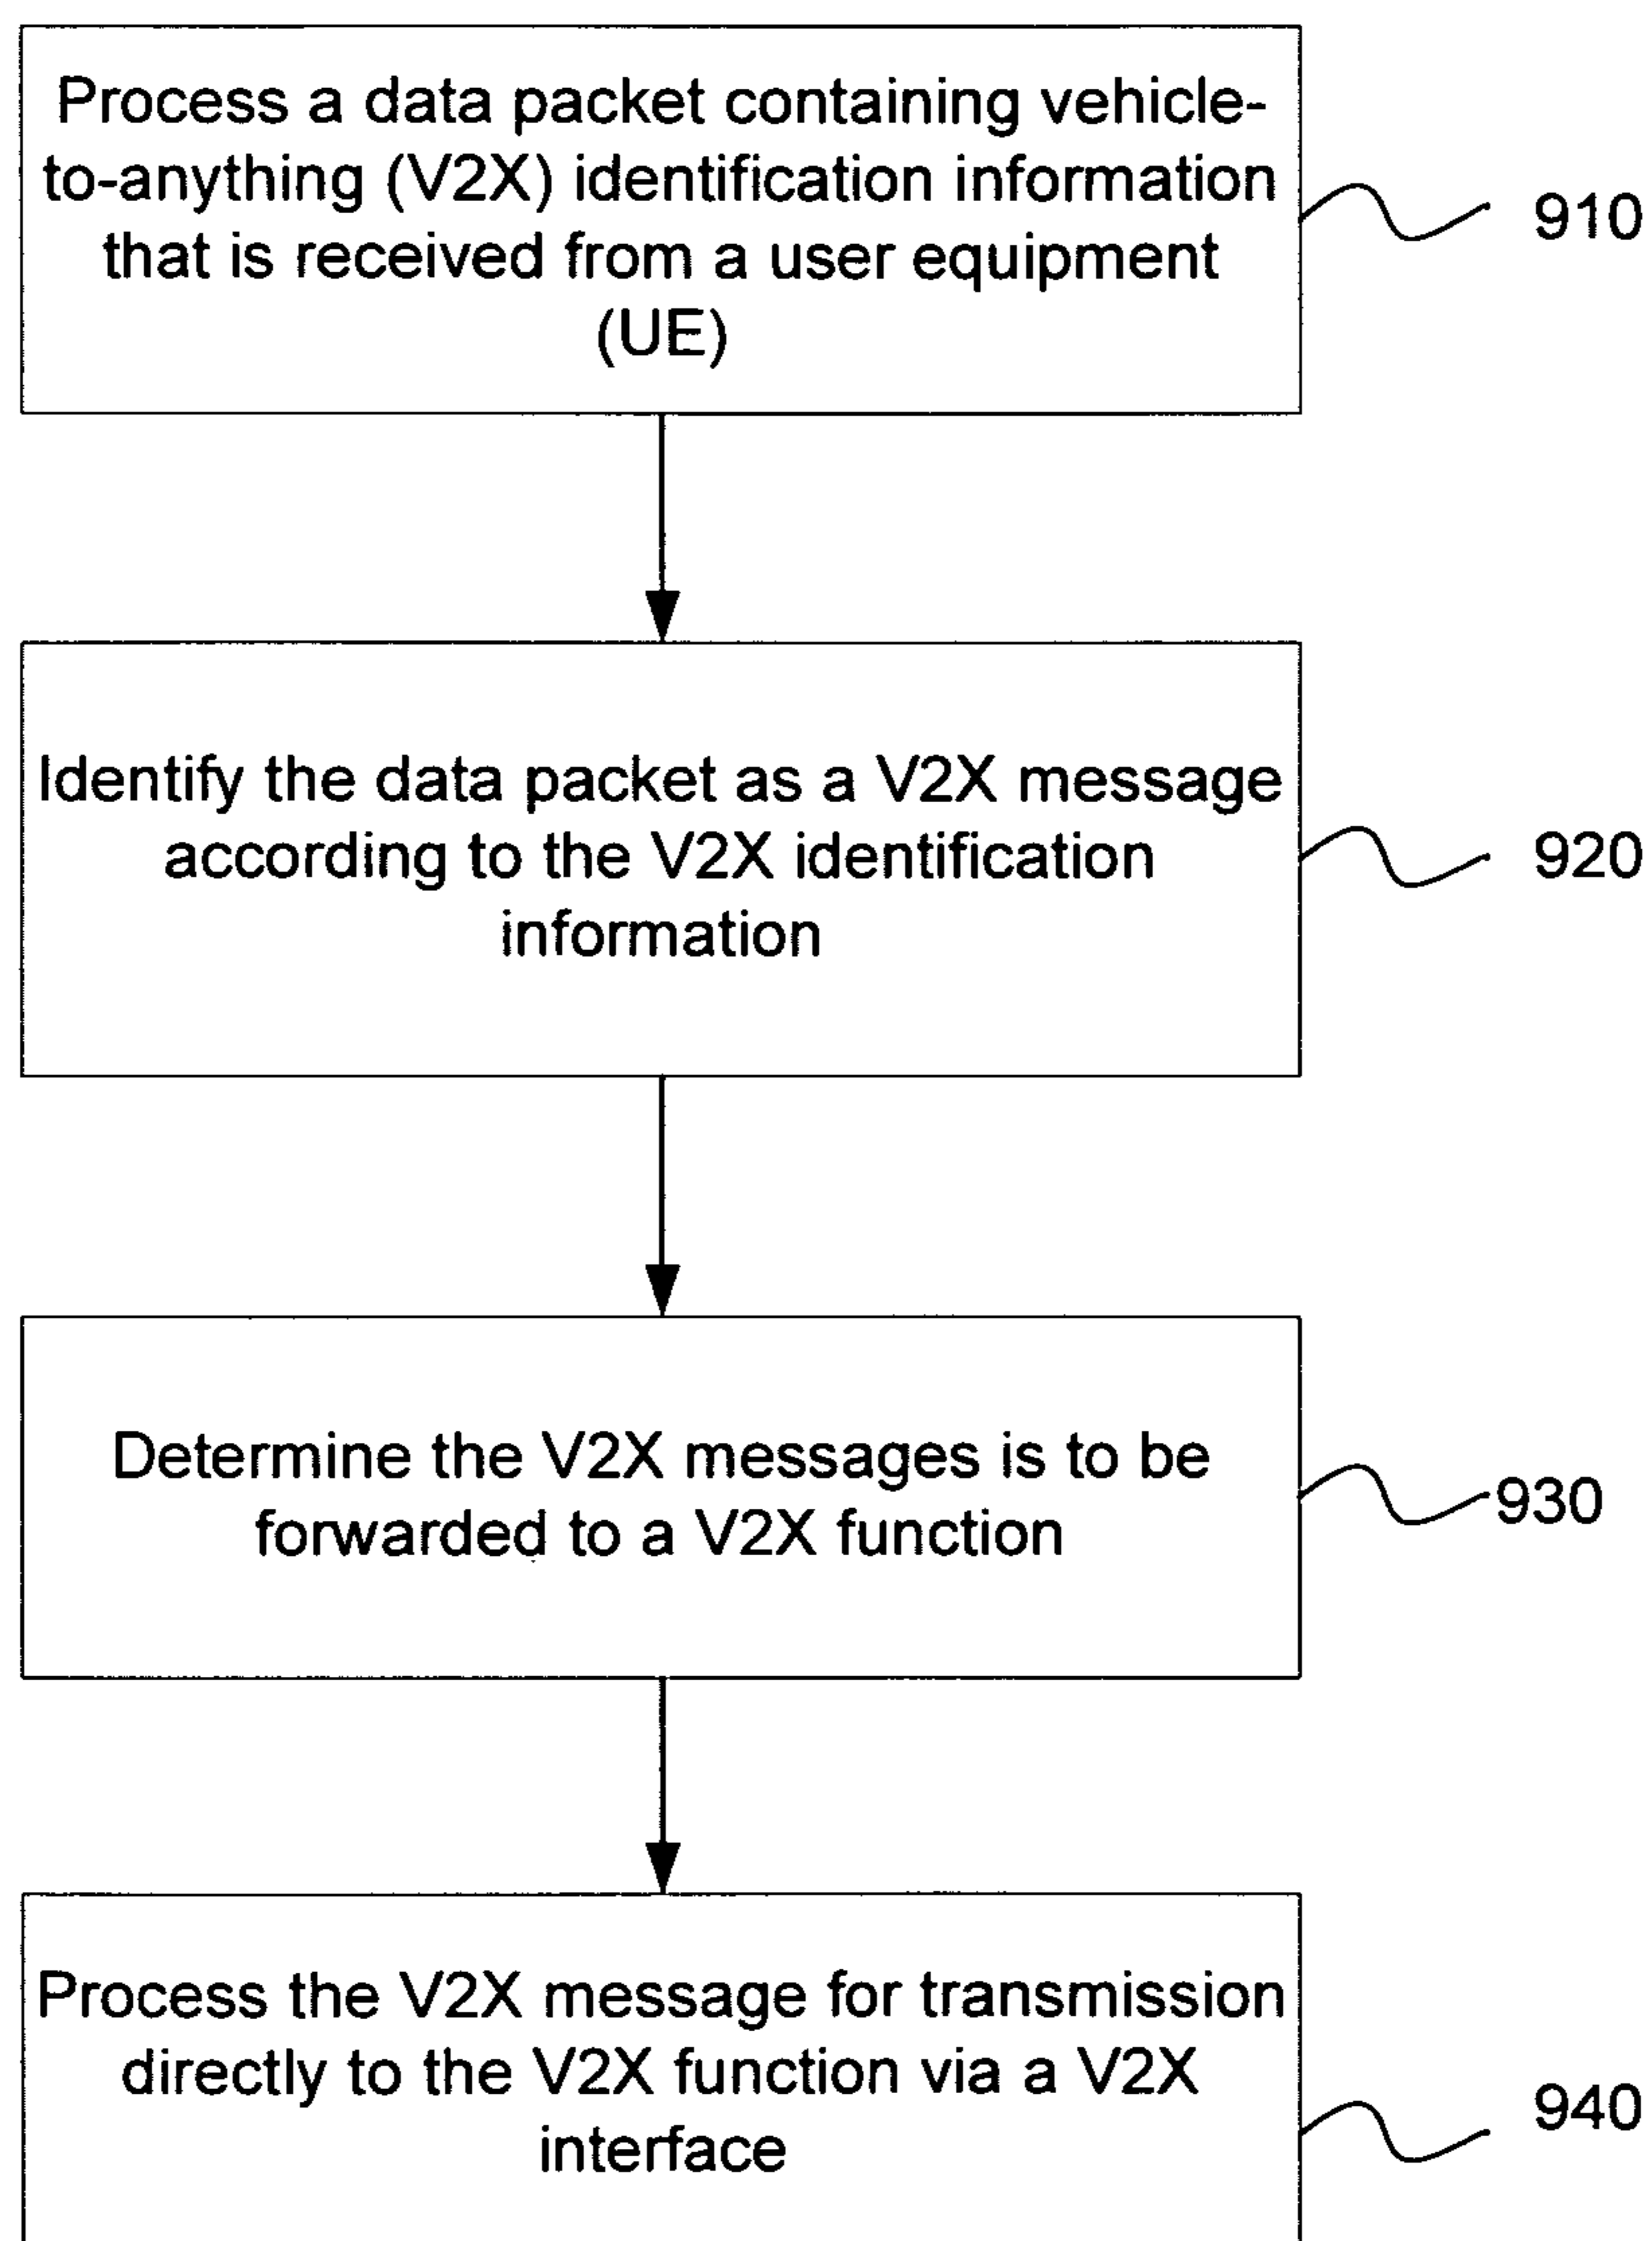 Process a data packet containing vehicle-
to-anything (V2X) identification information
that is received from a user equipment
(UE)
910
Identify the data packet as a V2X message
according to the V2X identification
information
920
Determine the V2X messages is to be
forwarded to a V2X function
930
Process the V2X message for transmission
directly to the V2X function via a V2X
interface
940